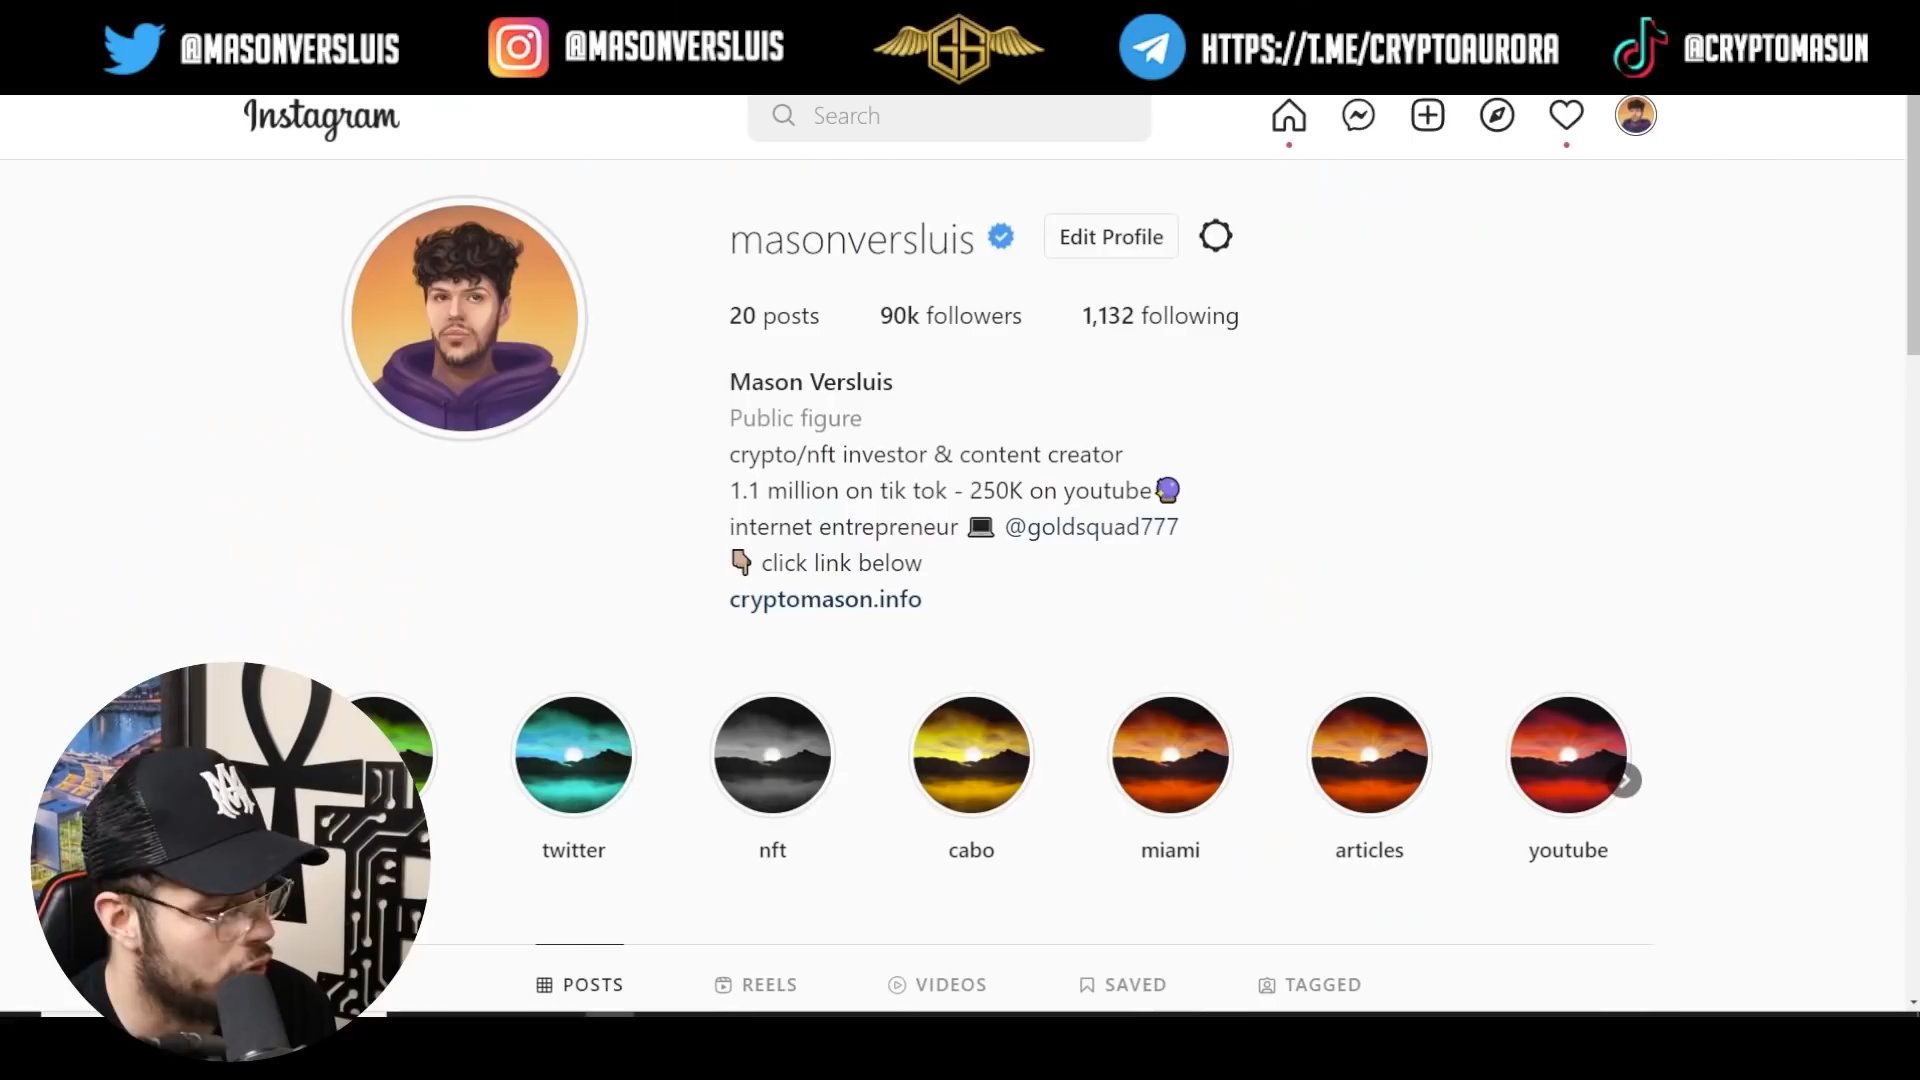 @MASONVERSLUIS
@MASONVERSLUIS
GS
HTTPS://T.ME/CRYPTOAURORA
@CRYPTOMASUN
Instagram
Search
masonversluis
Edit Profile
20 posts
90k followers
1,132 following
Mason Versluis
Public figure
crypto/nft investor & content creator
1.1 million on tik tok - 250K on youtube🔮
internet entrepreneur 💻 @goldsquad777
👇🏽 click link below
cryptomason.info
twitter
nft
cabo
miami
articles
youtube
POSTS
REELS
VIDEOS
SAVED
TAGGED